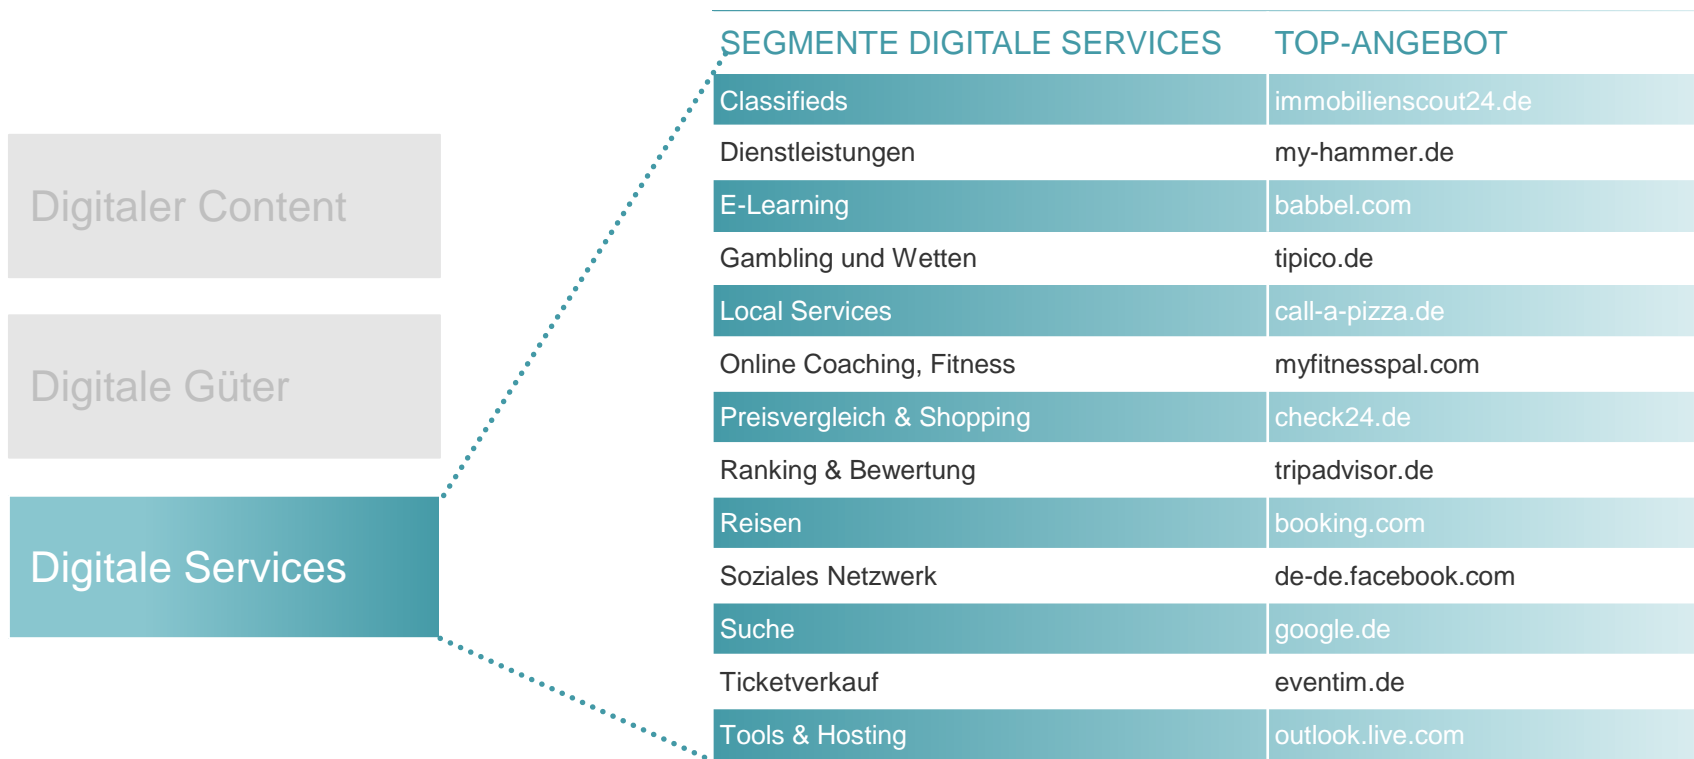 Digitaler Content
Digitale Güter
Digitale Services
SEGMENTE DIGITALE SERVICES TOP-ANGEBOT
Classifieds immobilienscout24.de
Dienstleistungen my-hammer.de
E-Learning babbel.com
Gambling und Wetten tipico.de
Local Services call-a-pizza.de
Online Coaching, Fitness myfitnesspal.com
Preisvergleich & Shopping check24.de
Ranking & Bewertung tripadvisor.de
Reisen booking.com
Soziales Netzwerk de-de.facebook.com
Suche google.de
Ticketverkauf eventim.de
Tools & Hosting outlook.live.com